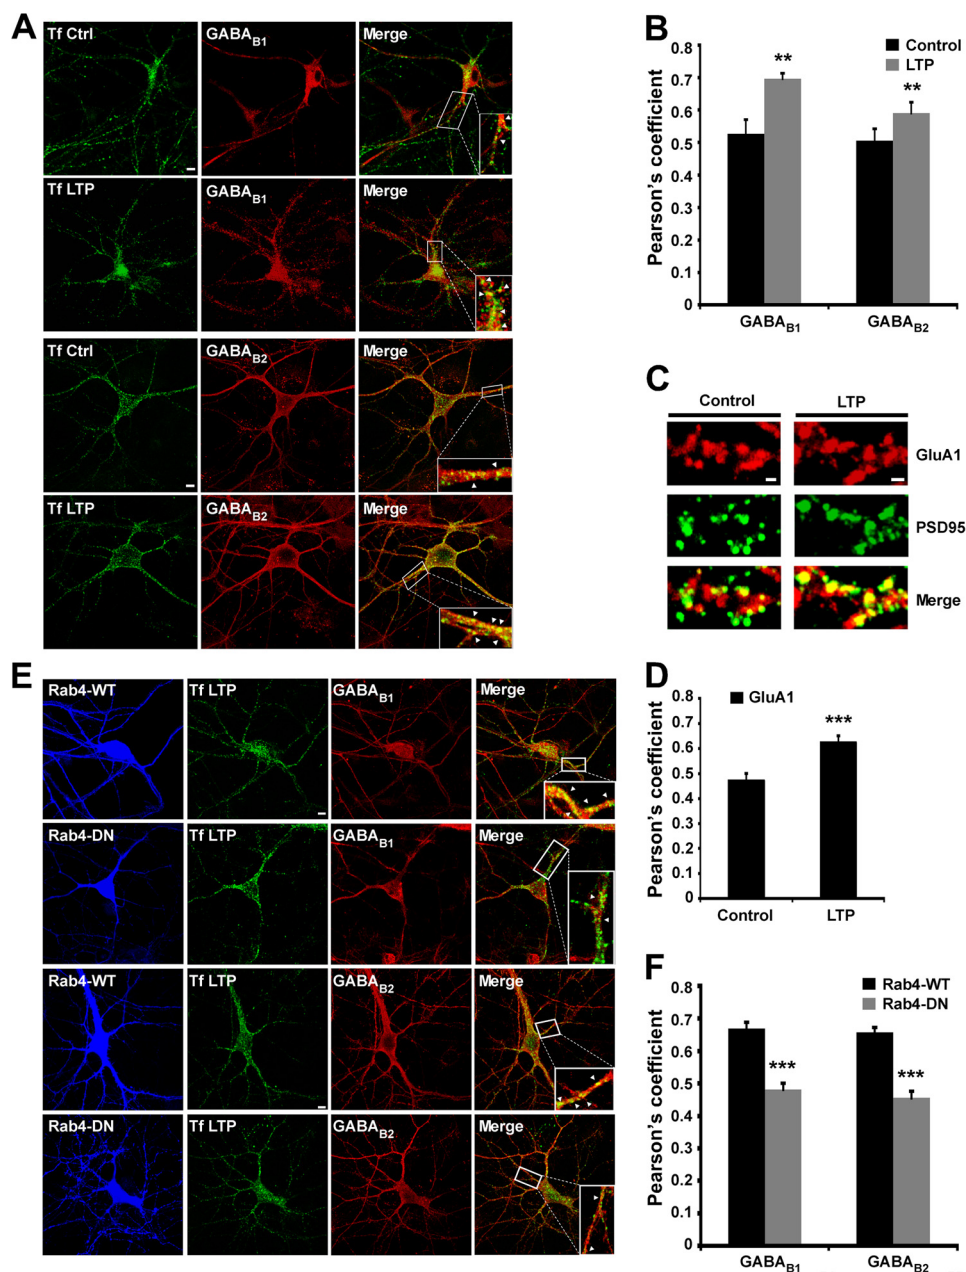 A
Tf Ctrl
GABAB1
Merge
Tf LTP
GABAB1
Merge
Tf Ctrl
GABAB2
Merge
Tf LTP
GABAB2
Merge
B
Control
LTP
Pearson's coefficient
0.8
0.7
0.6
0.5
0.4
0.3
0.2
0.1
0
**
**
GABAB1
GABAB2
C
Control
LTP
GluA1
PSD95
Merge
D
GluA1
Pearson's coefficient
0.8
0.7
0.6
0.5
0.4
0.3
0.2
0.1
0
***
Control
LTP
E
Rab4-WT
Tf LTP
GABAB1
Merge
Rab4-DN
Tf LTP
GABAB1
Merge
Rab4-WT
Tf LTP
GABAB2
Merge
Rab4-DN
Tf LTP
GABAB2
Merge
F
Rab4-WT
Rab4-DN
Pearson's coefficient
0.8
0.7
0.6
0.5
0.4
0.3
0.2
0.1
0
***
***
GABAB1
GABAB2